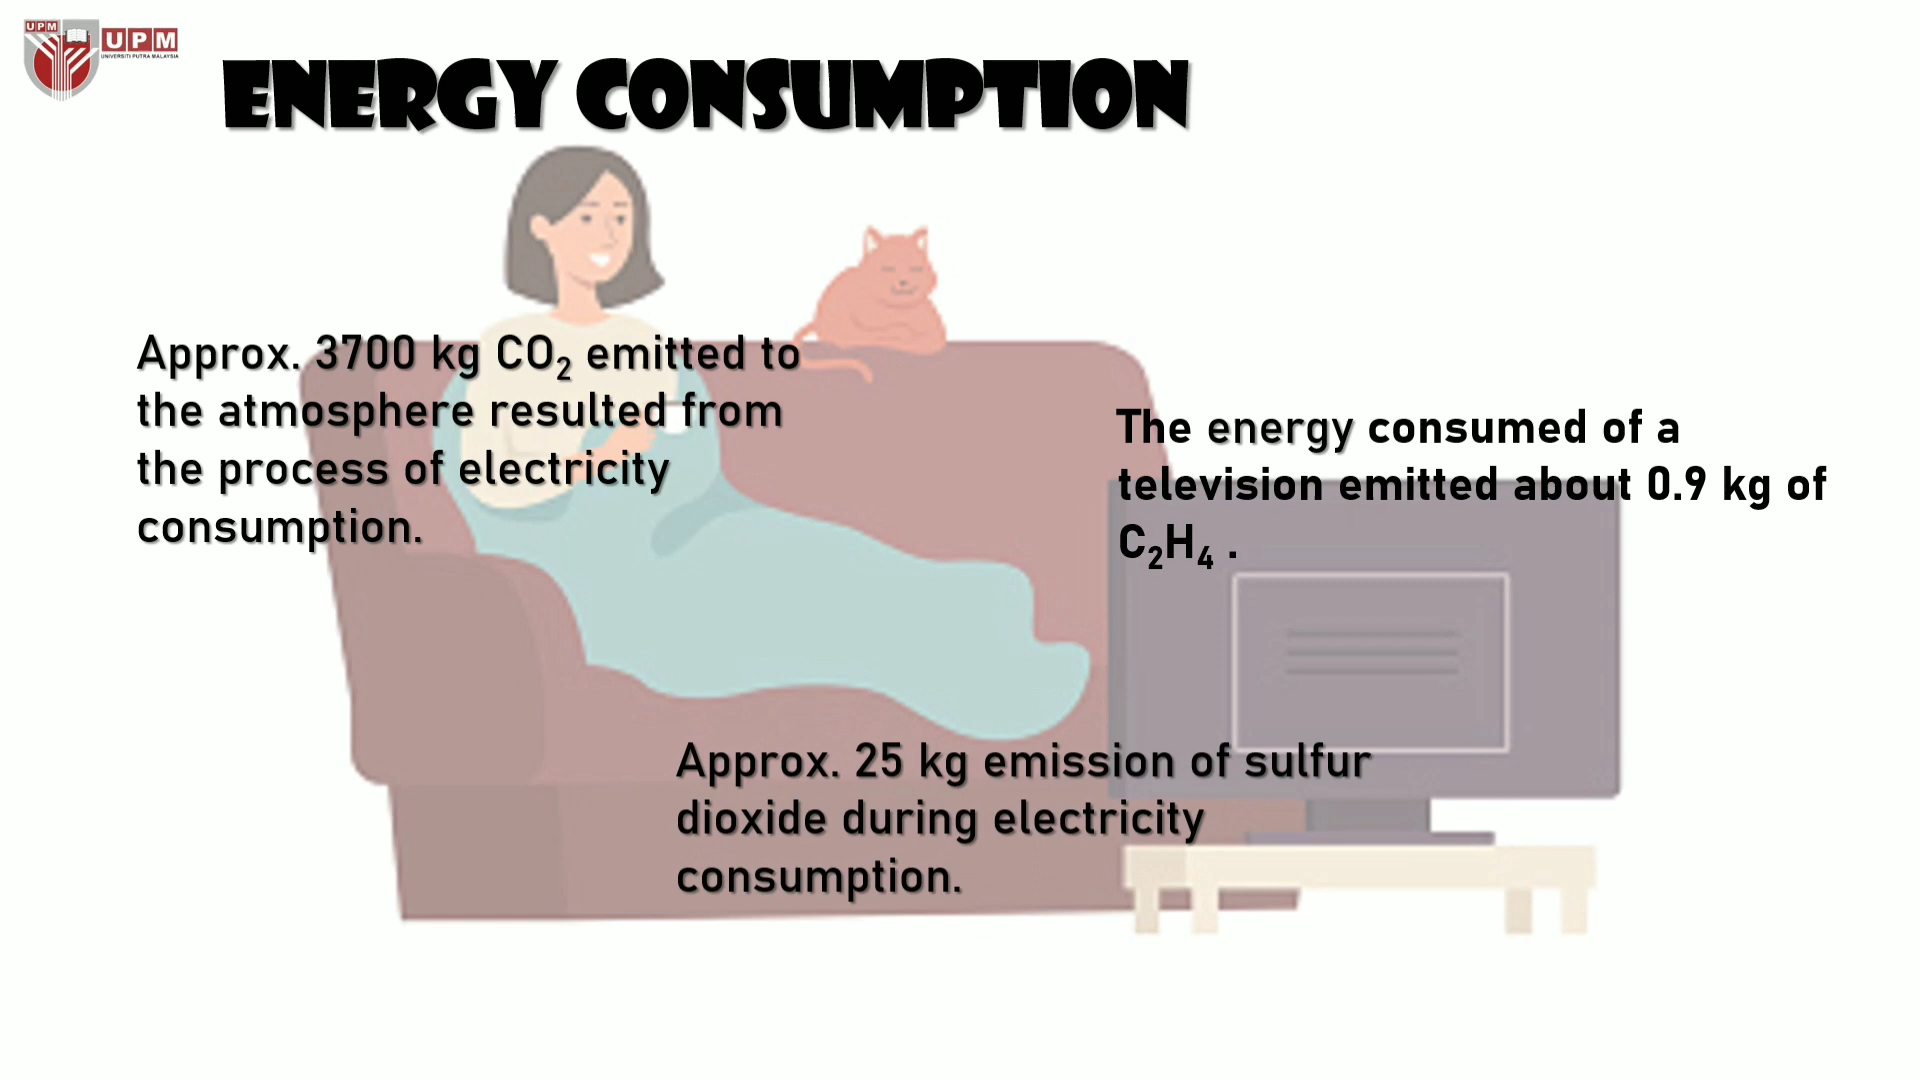 UPM
UPM
UNIVERSITI PUTRA MALAYSIA
ENERGY CONSUMPTION
Approx. 3700 kg CO₂ emitted to
the atmosphere resulted from
the process of electricity
consumption.
The energy consumed of a
television emitted about 0.9 kg of
C₂H₄ .
Approx. 25 kg emission of sulfur
dioxide during electricity
consumption.